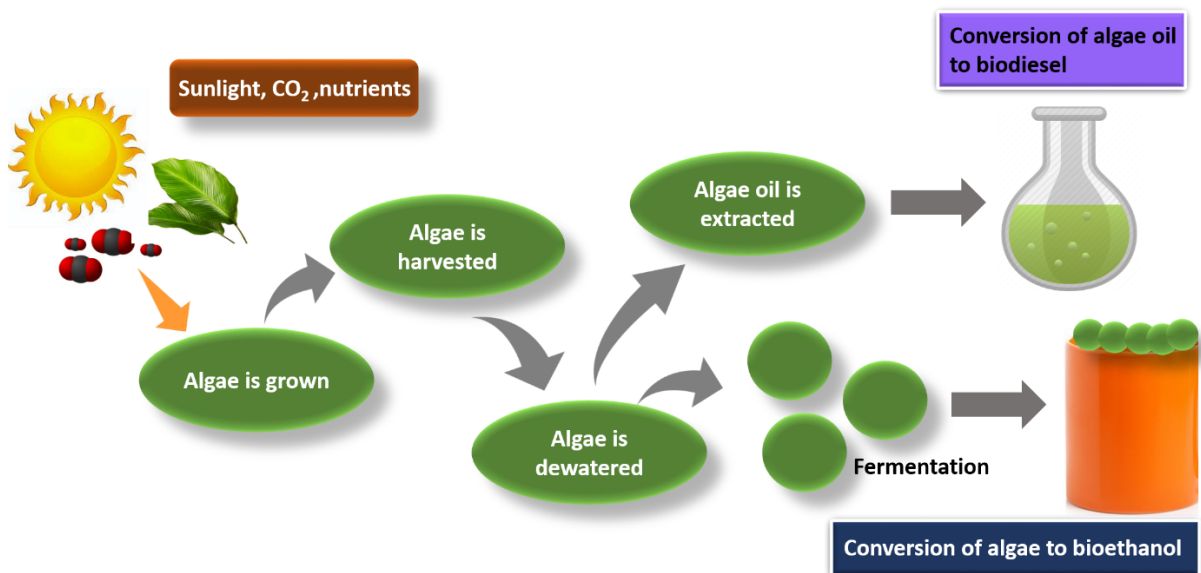 Sunlight, CO₂ ,nutrients
Conversion of algae oil
to biodiesel
Algae is grown
Algae is
harvested
Algae is
dewatered
Algae oil is
extracted
Fermentation
Conversion of algae to bioethanol